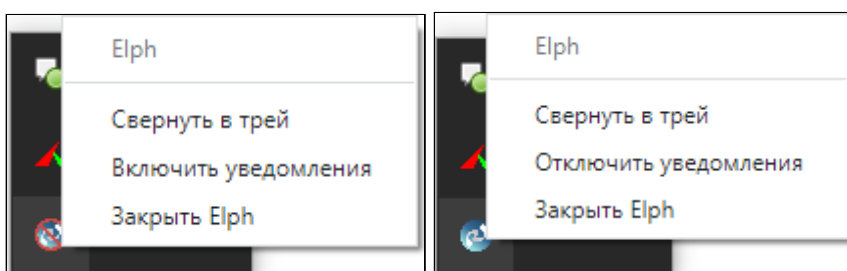 Elph
Свернуть в трей
Включить уведомления
Закрыть Elph
Elph
Свернуть в трей
Отключить уведомления
Закрыть Elph